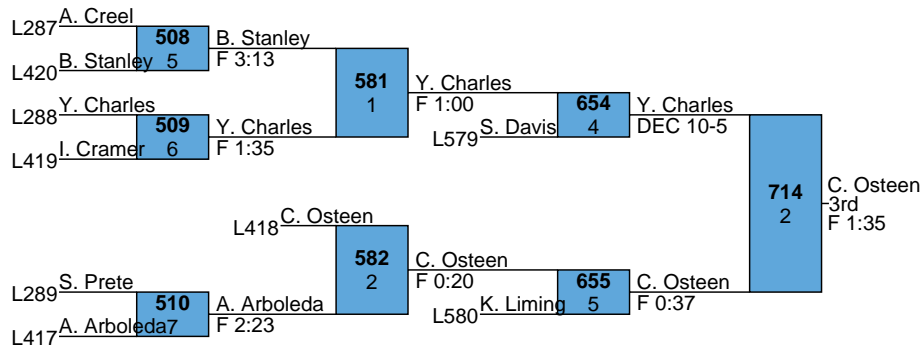 A. Creel
L287
508
5
B. Stanley
F 3:13
B. Stanley
L420
581
1
Y. Charles
F 1:00
Y. Charles
L288
509
6
Y. Charles
F 1:35
I. Cramer
L419
654
4
Y. Charles
DEC 10-5
S. Davis
L579
714
2
C. Osteen
3rd
F 1:35
C. Osteen
L418
582
2
C. Osteen
F 0:20
S. Prete
L289
510
7
A. Arboleda
F 2:23
A. Arboleda
L417
655
5
C. Osteen
F 0:37
K. Liming
L580